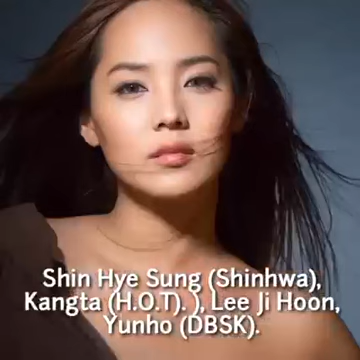 Shin Hye Sung (Shinhwa),
Kangta (H.O.T). ), Lee Ji Hoon,
Yunho (DBSK).